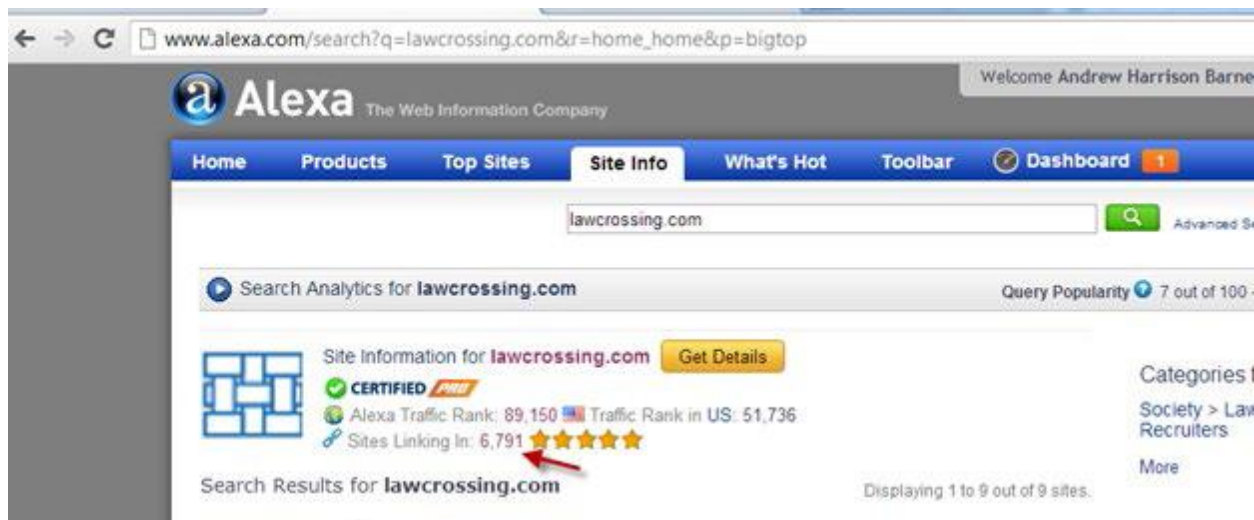 www.alexa.com/search?q=lawcrossing.com&r=home_home&p=bigtop
Welcome Andrew Harrison Barne
a Alexa The Web Information Company
Home Products Top Sites Site Info What's Hot Toolbar Dashboard 1
lawcrossing.com Advanced Se
Search Analytics for lawcrossing.com Query Popularity 7 out of 100
Site Information for lawcrossing.com Get Details
CERTIFIED PRO
Alexa Traffic Rank: 89,150 Traffic Rank in US: 51,736
Sites Linking In: 6,791
Categories f
Society > Law
Recruiters
More
Search Results for lawcrossing.com Displaying 1 to 9 out of 9 sites.